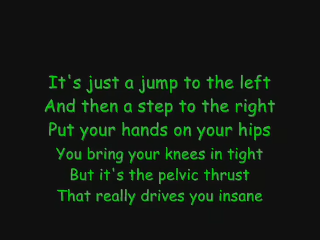 It's just a jump to the left
And then a step to the right
Put your hands on your hips
You bring your knees in tight
But it's the pelvic thrust
That really drives you insane